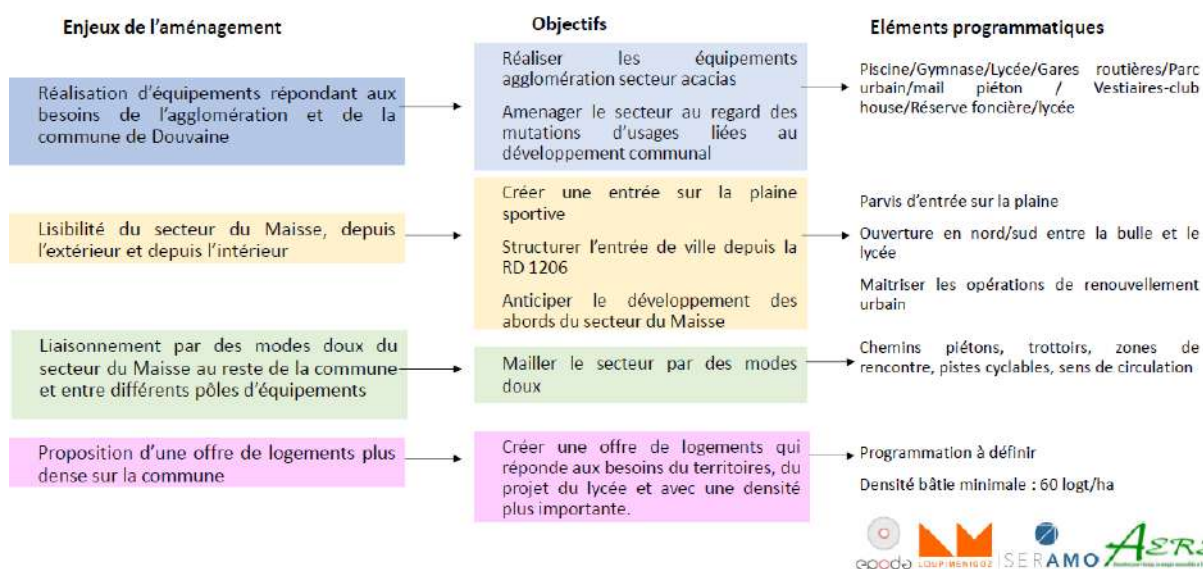 Enjeux de l'aménagement
Objectifs
Eléments programmatiques
Réalisation d'équipements répondant aux
besoins de l'agglomération et de la
commune de Douvaine
Réaliser les équipements
agglomération secteur acacias
Amenager le secteur au regard des
mutations d'usages liées au
développement communal
Piscine/Gymnase/Lycée/Gares routières/Parc
urbain/mail piéton / Vestiaires-club
house/Réserve foncière/lycée
Lisibilité du secteur du Maisse, depuis
l'extérieur et depuis l'intérieur
Créer une entrée sur la plaine
sportive
Structurer l'entrée de ville depuis la
RD 1206
Anticiper le développement des
abords du secteur du Maisse
Parvis d'entrée sur la plaine
Ouverture en nord/sud entre la bulle et le
lycée
Maitriser les opérations de renouvellement
urbain
Liaisonnement par des modes doux du
secteur du Maisse au reste de la commune
et entre différents pôles d'équipements
Mailler le secteur par des modes
doux
Chemins piétons, trottoirs, zones de
rencontre, pistes cyclables, sens de circulation
Proposition d'une offre de logements plus
dense sur la commune
Créer une offre de logements qui
réponde aux besoins du territoires, du
projet du lycée et avec une densité
plus importante.
Programmation à définir
Densité bâtie minimale : 60 logt/ha
epode LOUP|MENIGOZ SERAMO AERE